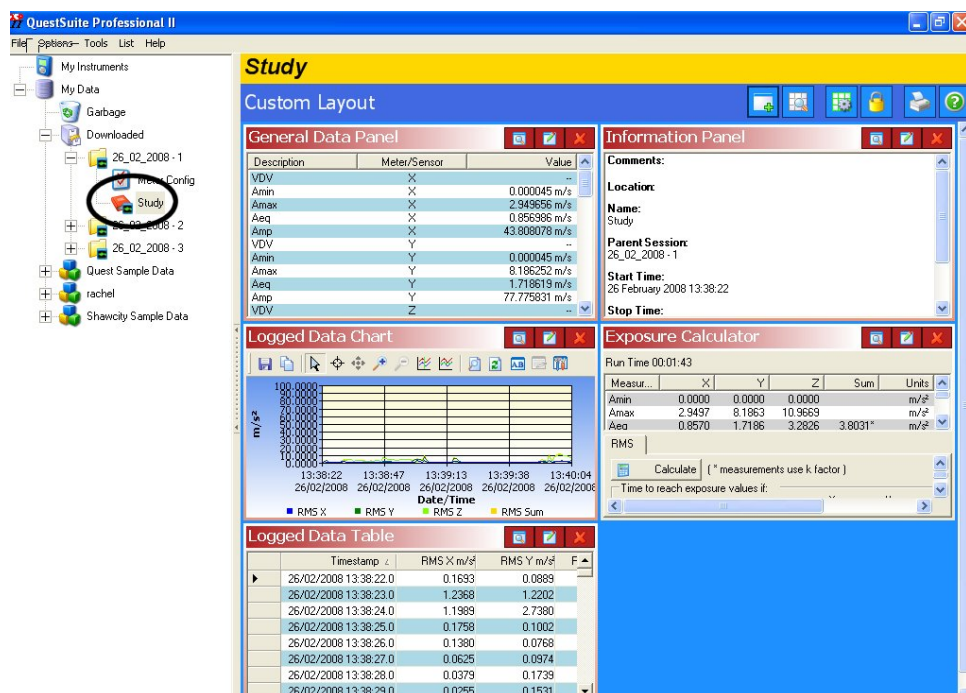 QuestSuite Professional II
File Options Tools List Help
My Instruments
My Data
Garbage
Downloaded
26_02_2008 - 1
Meter Config
Study
26_02_2008 - 2
26_02_2008 - 3
Quest Sample Data
rachel
Shawcity Sample Data
Study
Custom Layout
General Data Panel
Description Meter/Sensor Value
VDV X --
Amin X 0.000045 m/s
Amax X 2.949656 m/s
Aeq X 0.856986 m/s
Amp X 43.808078 m/s
VDV Y --
Amin Y 0.000045 m/s
Amax Y 8.186252 m/s
Aeq Y 1.718619 m/s
Amp Y 77.775831 m/s
VDV Z --
Information Panel
Comments:
Location:
Name:
Study
Parent Session:
26_02_2008 - 1
Start Time:
26 February 2008 13:38:22
Stop Time:
Logged Data Chart
m/s²
100.0000
90.0000
80.0000
70.0000
60.0000
50.0000
40.0000
30.0000
20.0000
10.0000
0.0000
13:38:22 13:38:47 13:39:13 13:39:38 13:40:04
26/02/2008 26/02/2008 26/02/2008 26/02/2008 26/02/2008
Date/Time
RMS X RMS Y RMS Z RMS Sum
Exposure Calculator
Run Time 00:01:43
Measur... X Y Z Sum Units
Amin 0.0000 0.0000 0.0000 m/s²
Amax 2.9497 8.1863 10.9669 m/s²
Aeq 0.8570 1.7186 3.2826 3.8031* m/s²
RMS
Calculate ( * measurements use k factor )
Time to reach exposure values if:
Logged Data Table
Timestamp RMS X m/s² RMS Y m/s² F
26/02/2008 13:38:22.0 0.1693 0.0889
26/02/2008 13:38:23.0 1.2368 1.2202
26/02/2008 13:38:24.0 1.1989 2.7380
26/02/2008 13:38:25.0 0.1758 0.1002
26/02/2008 13:38:26.0 0.1380 0.0768
26/02/2008 13:38:27.0 0.0625 0.0974
26/02/2008 13:38:28.0 0.0379 0.1739
26/02/2008 13:38:29.0 0.0255 0.1531